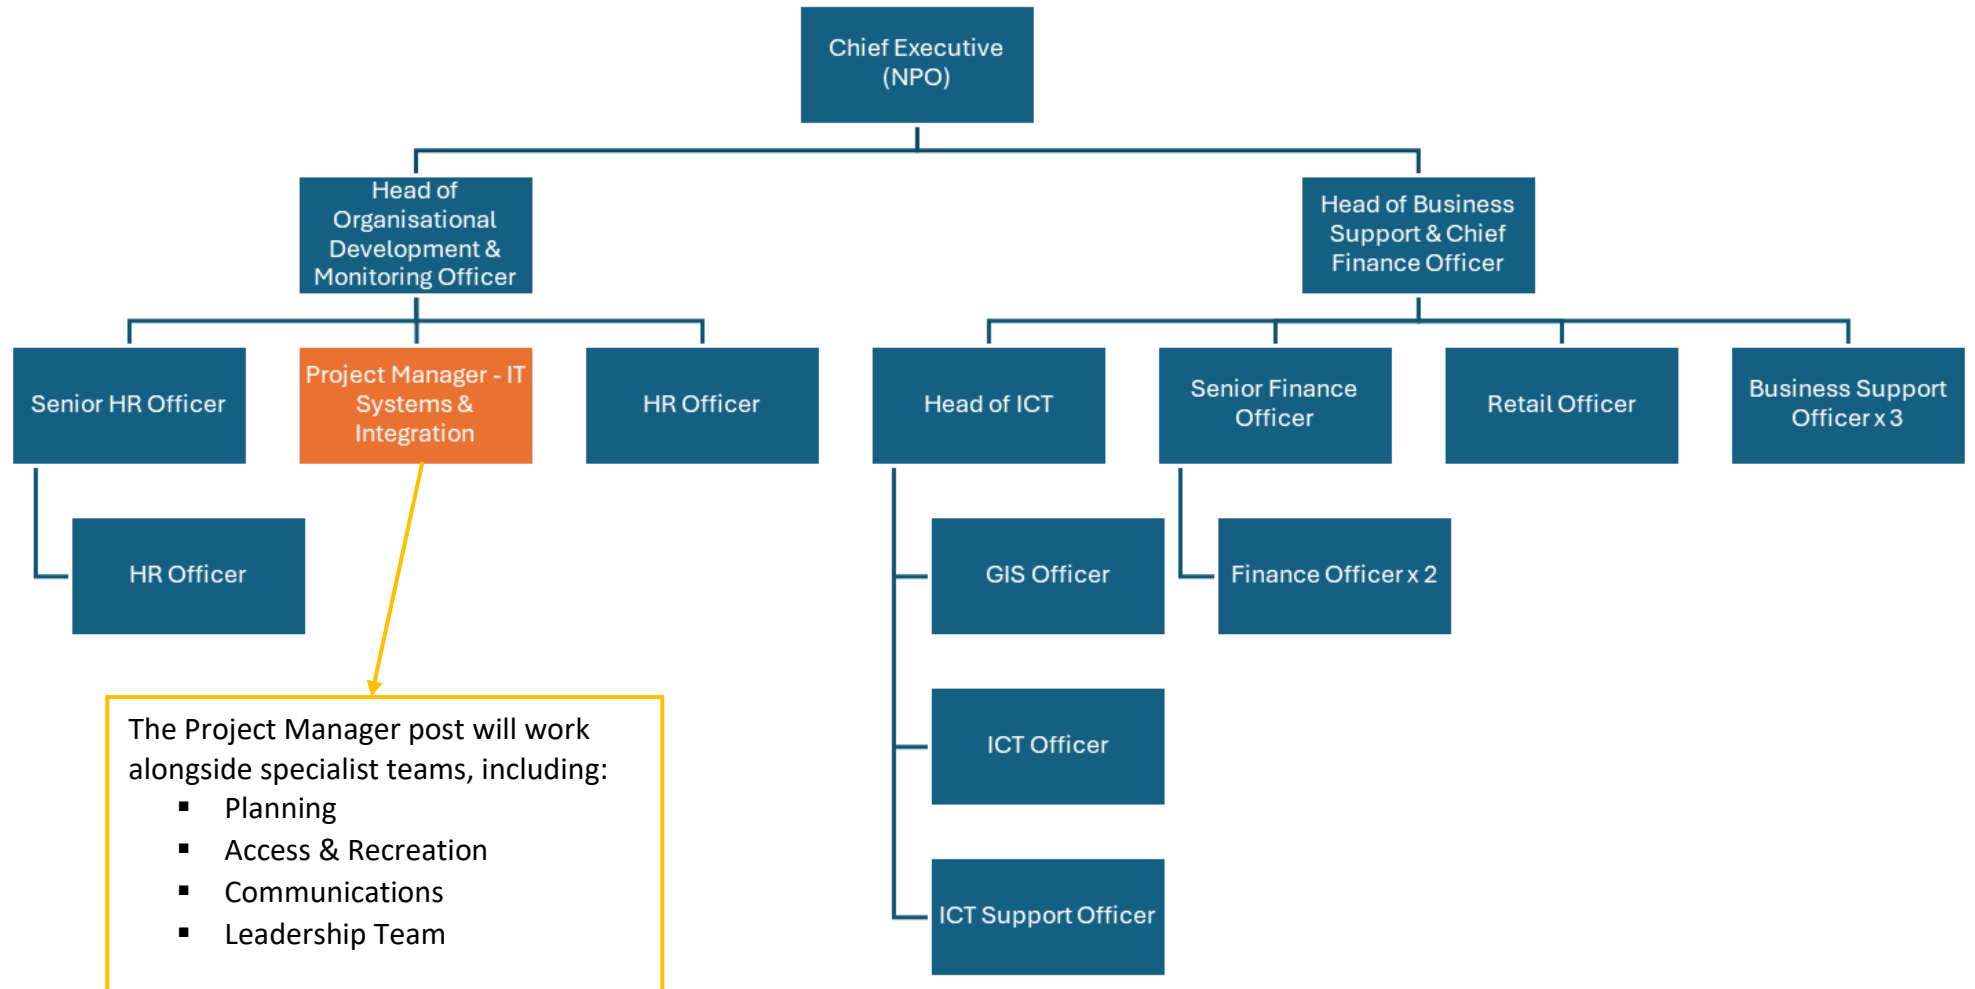 Chief Executive
(NPO)
Head of
Organisational
Development &
Monitoring Officer
Head of Business
Support & Chief
Finance Officer
Senior HR Officer
Project Manager - IT
Systems &
Integration
HR Officer
Head of ICT
Senior Finance
Officer
Retail Officer
Business Support
Officer x 3
HR Officer
GIS Officer
Finance Officer x 2
ICT Officer
ICT Support Officer
The Project Manager post will work
alongside specialist teams, including:
▪ Planning
▪ Access & Recreation
▪ Communications
▪ Leadership Team